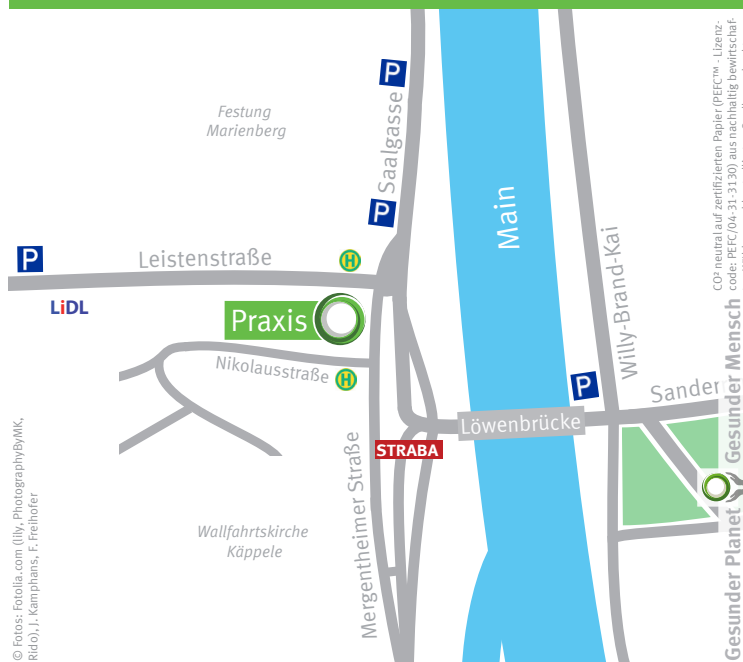 Festung
Marienberg
P
Saalgasse
P
P
Leistenstraße
H
LiDL
Praxis
Nikolausstraße
H
Main
Willy-Brand-Kai
P
Sander
Löwenbrücke
STRABA
Mergentheimer Straße
Wallfahrtskirche
Käppele
© Fotos: Fotolia.com (lily, PhotographyByMK,
Rido), J. Kamphans, F. Freihofer
CO² neutral auf zertifizierten Papier (PEFC™ - Lizenz-
code: PEFC/04-31-3130) aus nachhaltig bewirtschaf-
Gesunder Planet Gesunder Mensch